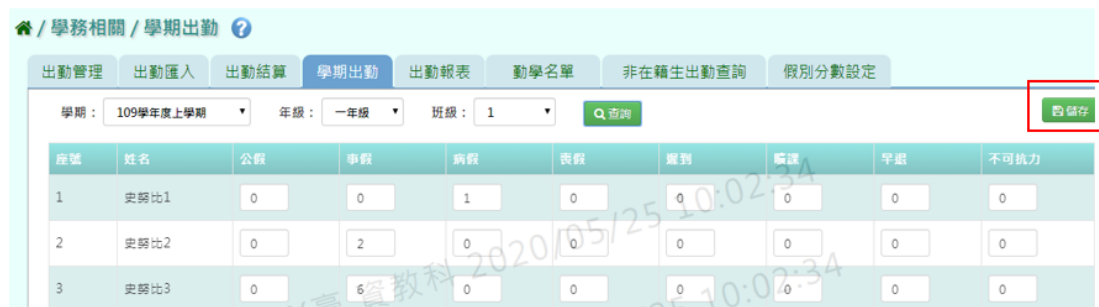 / 學務相關 / 學期出勤 ?
出勤管理 出勤匯入 出勤結算 學期出勤 出勤報表 勤學名單 非在籍生出勤查詢 假別分數設定
學期： 109學年度上學期 年級： 一年級 班級： 1 查詢 儲存
座號 姓名 公假 事假 病假 喪假 遲到 曠課 早退 不可抗力
1 史努比1 0 0 1 0 0 0 0 0
2 史努比2 0 2 0 0 0 0 0 0
3 史努比3 0 6 0 0 0 0 0 0
資教科 2020/05/25 10:02:34
10:02:34